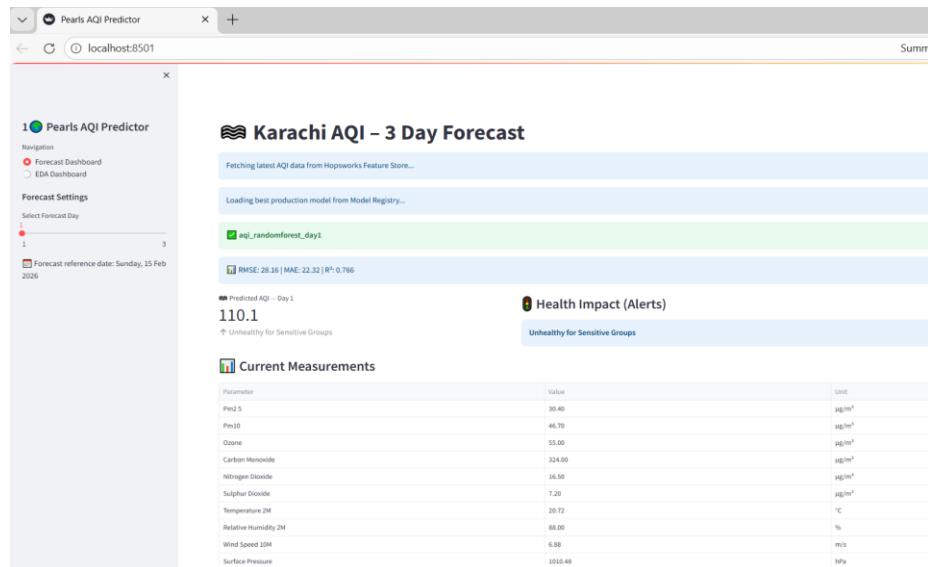 Pearls AQI Predictor
localhost:8501
Summ
1 Pearls AQI Predictor
Navigation
Forecast Dashboard
EDA Dashboard
Forecast Settings
Select Forecast Day
1
1 3
Forecast reference date: Sunday, 15 Feb
2026
Karachi AQI – 3 Day Forecast
Fetching latest AQI data from Hopsworks Feature Store...
Loading best production model from Model Registry...
aqi_randomforest_day1
RMSE: 28.16 | MAE: 22.32 | R²: 0.766
Predicted AQI – Day 1
110.1
↑ Unhealthy for Sensitive Groups
Health Impact (Alerts)
Unhealthy for Sensitive Groups
Current Measurements
Parameter Value Unit
Pm2 5 30.40 µg/m³
Pm10 46.70 µg/m³
Ozone 55.00 µg/m³
Carbon Monoxide 324.00 µg/m³
Nitrogen Dioxide 16.50 µg/m³
Sulphur Dioxide 7.20 µg/m³
Temperature 2M 20.72 °C
Relative Humidity 2M 88.00 %
Wind Speed 10M 6.88 m/s
Surface Pressure 1010.48 hPa